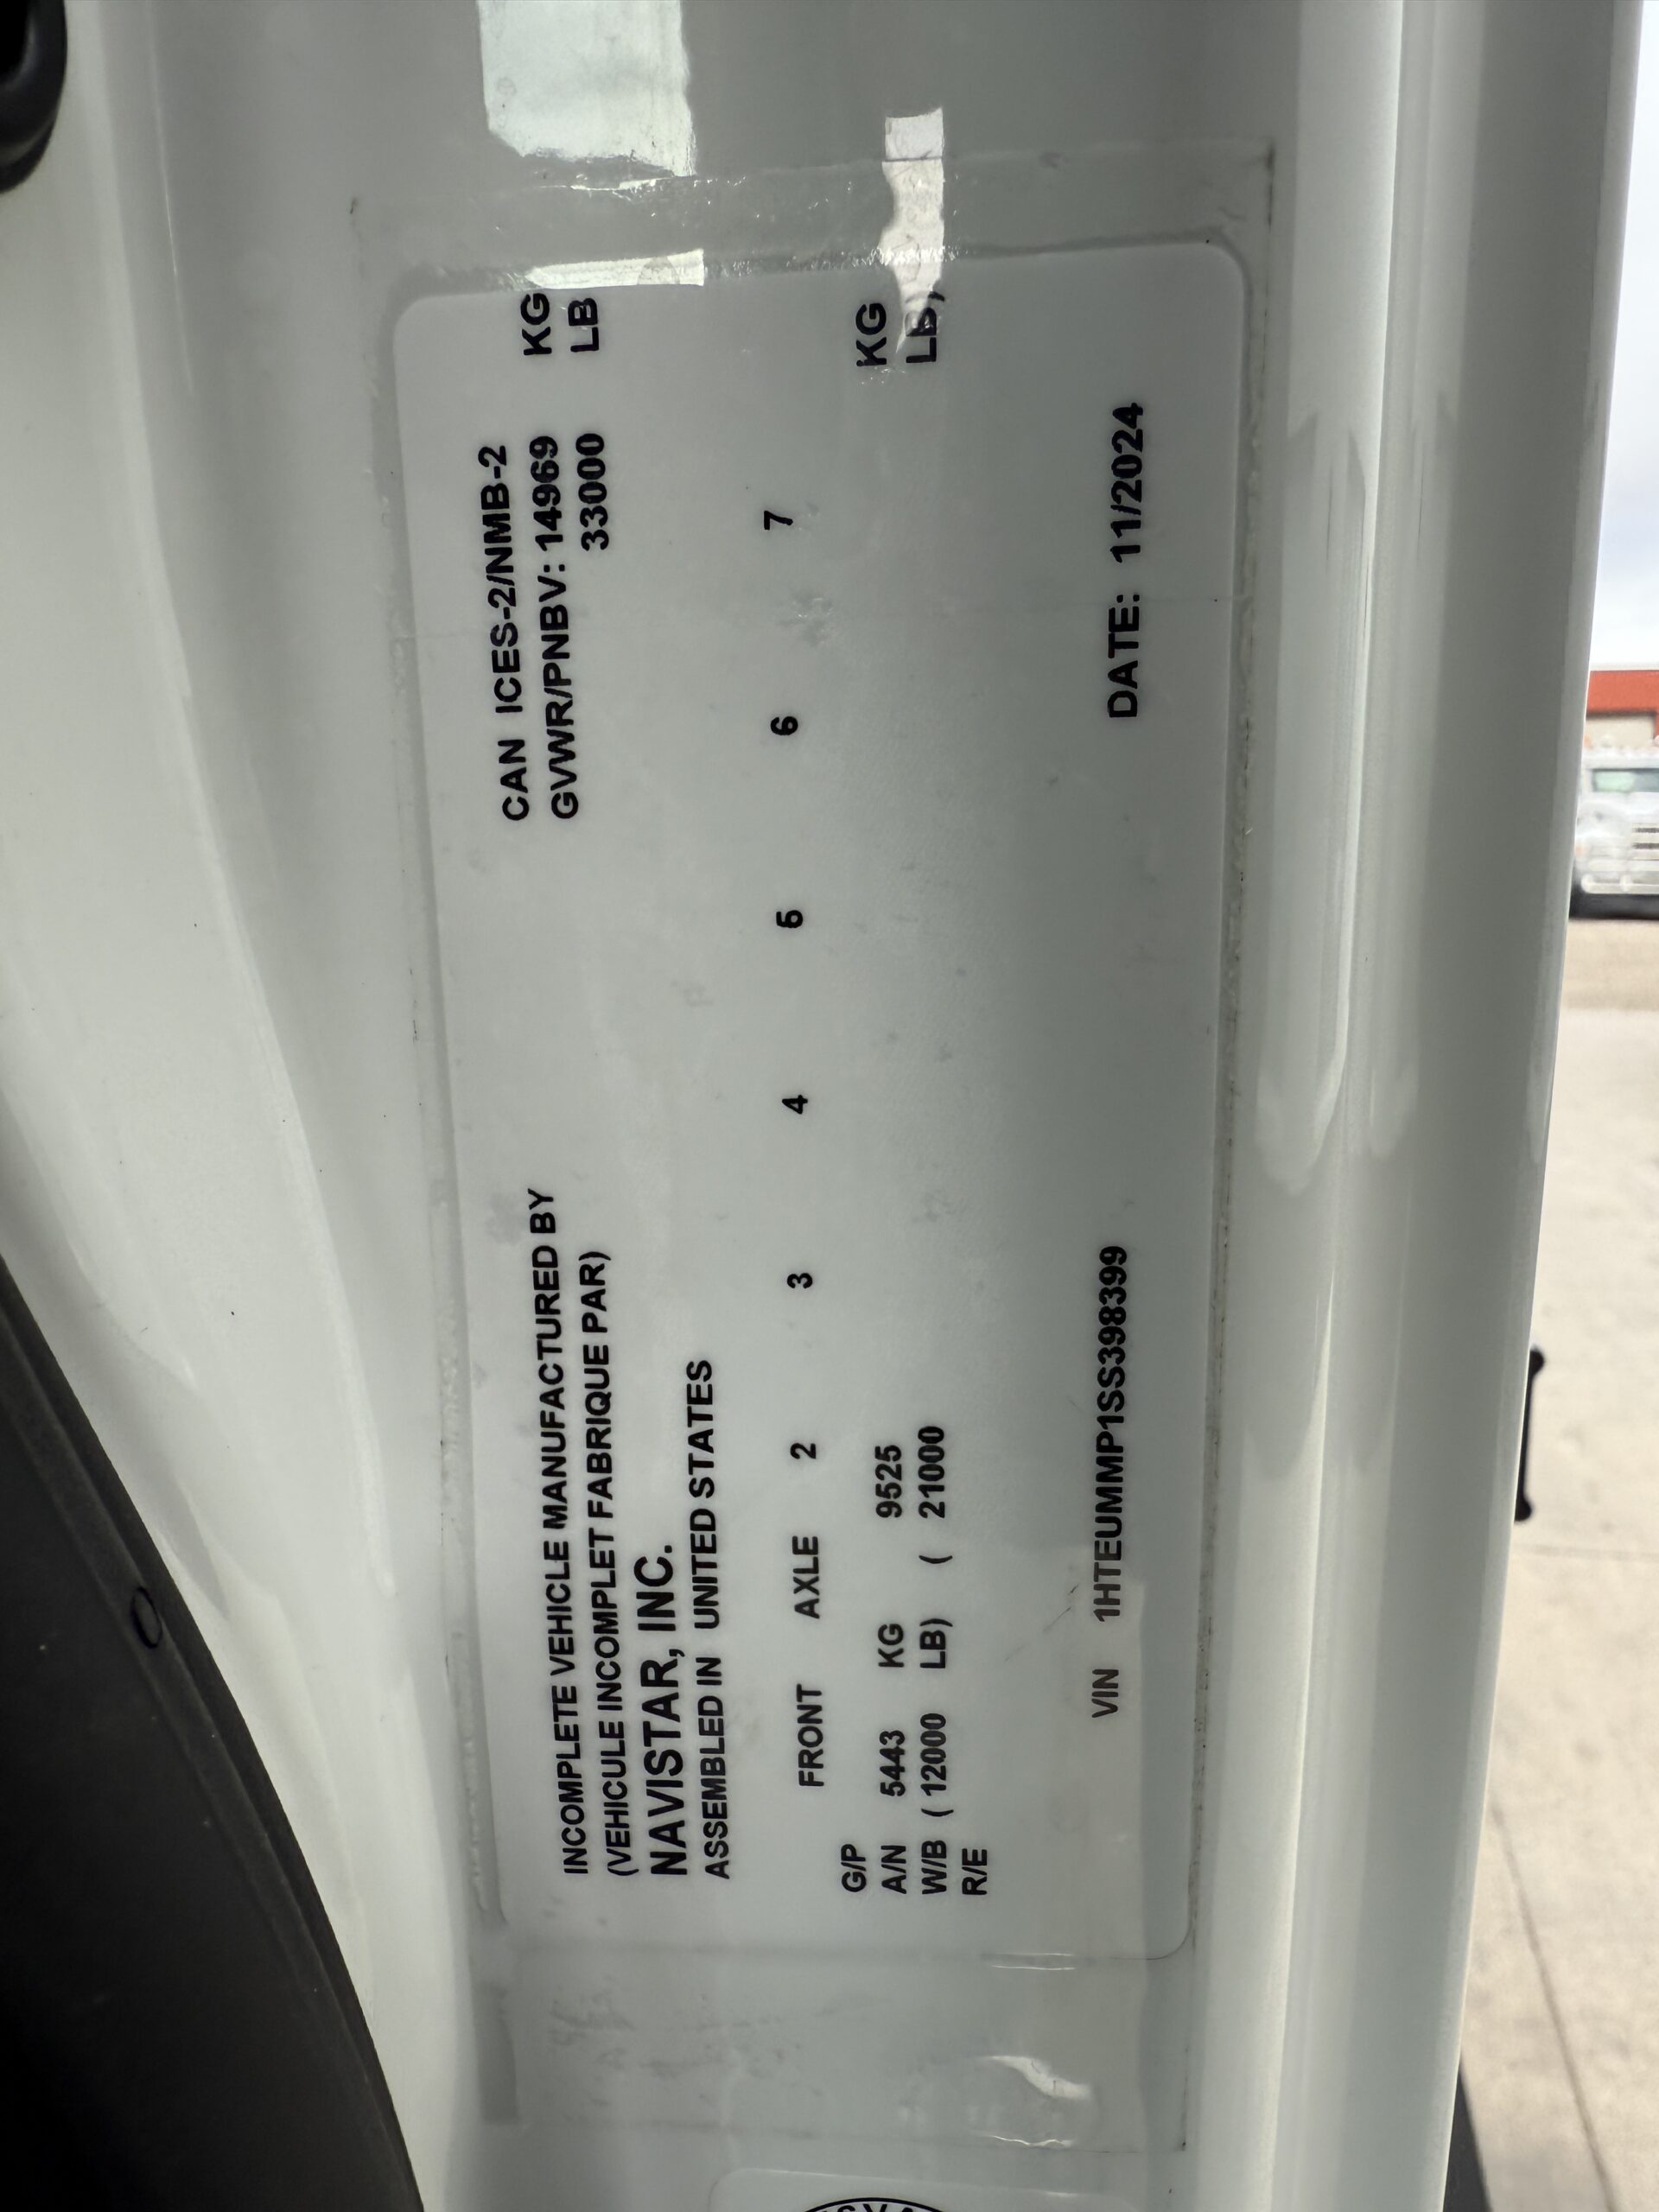 INCOMPLETE VEHICLE MANUFACTURED BY
(VEHICULE INCOMPLET FABRIQUE PAR)
NAVISTAR, INC.
ASSEMBLED IN UNITED STATES
CAN ICES-2/NMB-2
GVWR/PNBV: 14969 KG
33000 LB
FRONT AXLE 2 3 4 5 6 7
G/P
A/N 5443 KG 9525 KG
W/B ( 12000 LB) ( 21000 LB)
R/E
VIN 1HTEUMMP1SS398399 DATE: 11/2024